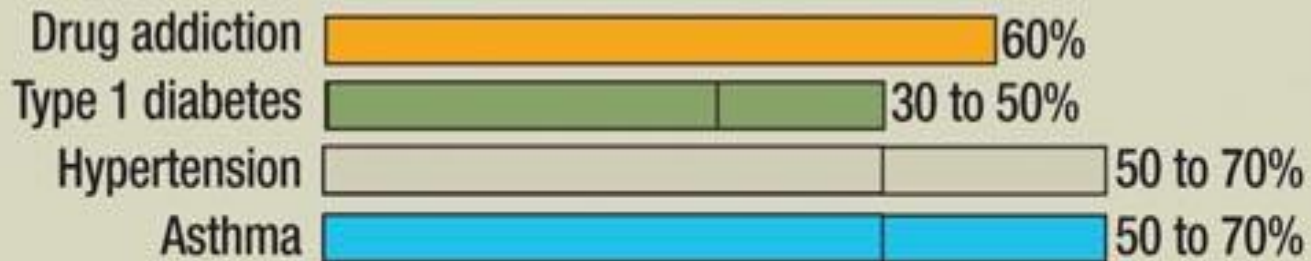 Drug addiction 60%
Type 1 diabetes 30 to 50%
Hypertension 50 to 70%
Asthma 50 to 70%